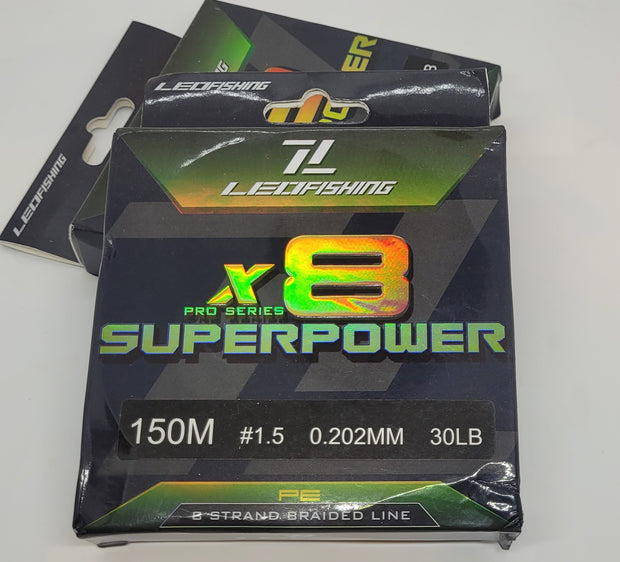 LEOFISHING
LEOFISHING
LEOFISHING
x8
PRO SERIES
SUPERPOWER
150M #1.5 0.202MM 30LB
PE
8 STRAND BRAIDED LINE